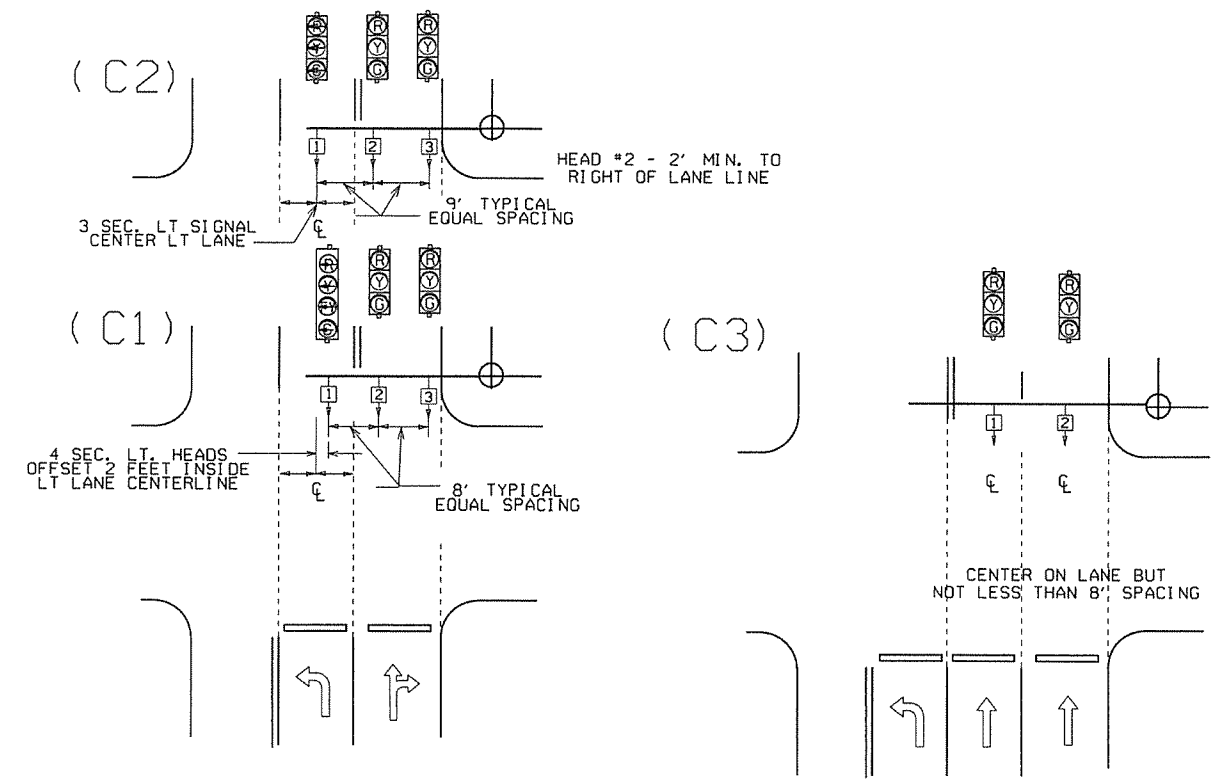 (C2)
R
Y
G
R
Y
G
R
Y
G
1
2
3
HEAD #2 - 2' MIN. TO
RIGHT OF LANE LINE
9' TYPICAL
EQUAL SPACING
3 SEC. LT SIGNAL
CENTER LT LANE
℄
(C1)
R
Y
FY
G
R
Y
G
R
Y
G
1
2
3
4 SEC. LT. HEADS
OFFSET 2 FEET INSIDE
LT LANE CENTERLINE
℄
8' TYPICAL
EQUAL SPACING
(C3)
R
Y
G
R
Y
G
1
2
℄
℄
CENTER ON LANE BUT
NOT LESS THAN 8' SPACING